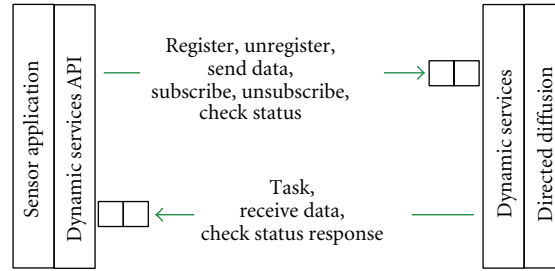 Sensor application
Dynamic services API
Register, unregister,
send data,
subscribe, unsubscribe,
check status
Task,
receive data,
check status response
Dynamic services
Directed diffusion